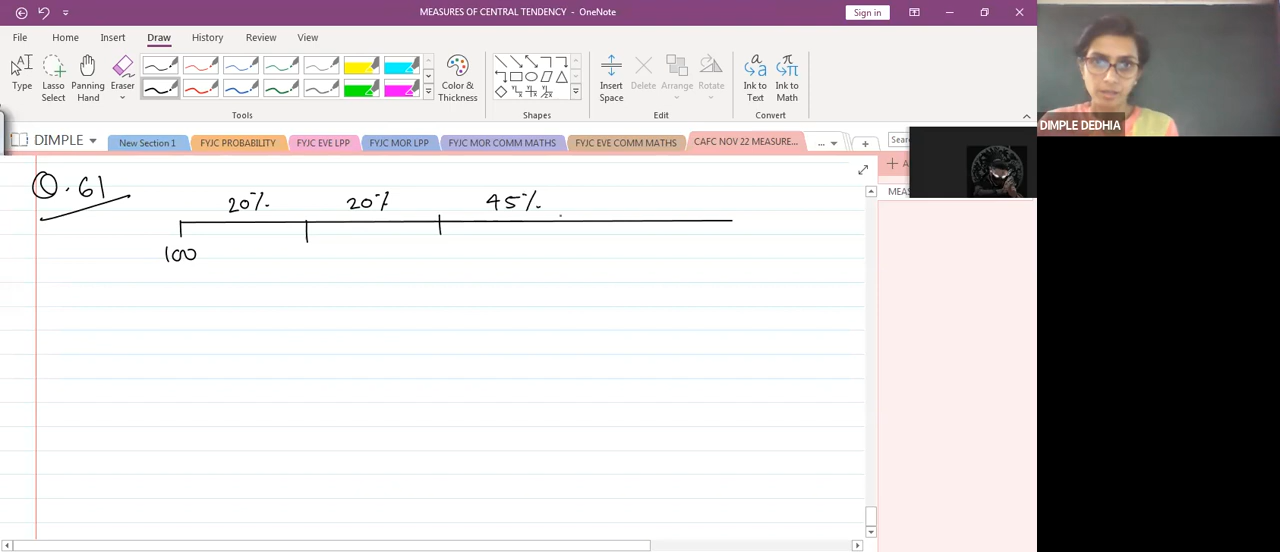 MEASURES OF CENTRAL TENDENCY - OneNote
Sign in
File Home Insert Draw History Review View
Type
Lasso Select
Panning Hand
Eraser
Color & Thickness
Insert Space
Delete
Arrange
Rotate
Ink to Text
Ink to Math
Tools
Shapes
Edit
Convert
DIMPLE DEDHIA
DIMPLE
New Section 1
FYJC PROBABILITY
FYJC EVE LPP
FYJC MOR LPP
FYJC MOR COMM MATHS
FYJC EVE COMM MATHS
CAFC NOV 22 MEASURE...
...
Sear
A
MEAS
Q. 61
20% 20% 45%
100